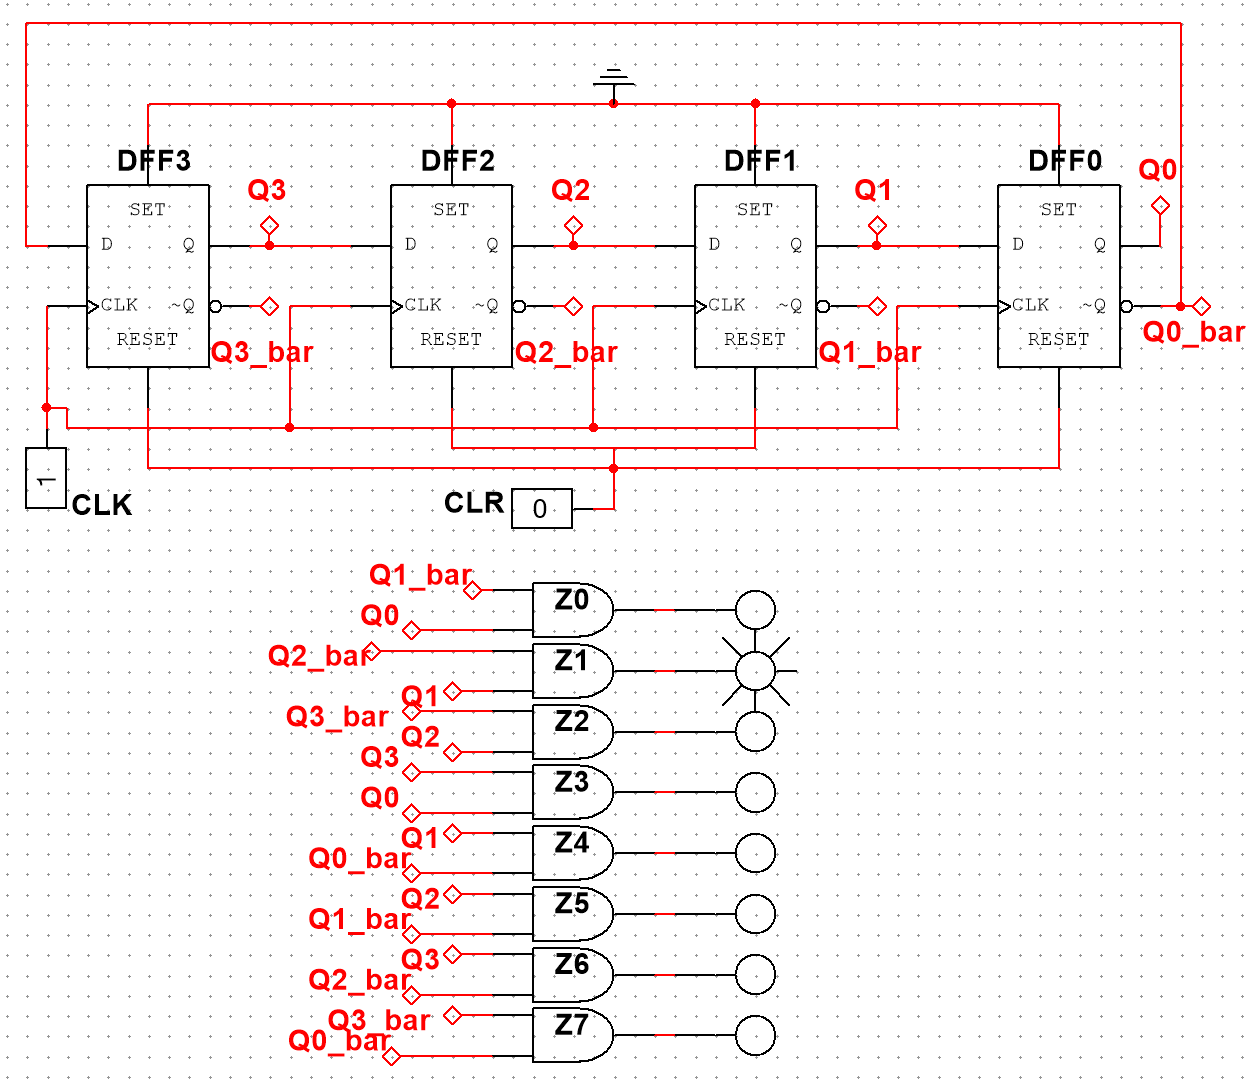 DFF3 DFF2 DFF1 DFF0
Q3 Q2 Q1 Q0
SET SET SET SET
D Q D Q D Q D Q
CLK ~Q CLK ~Q CLK ~Q CLK ~Q
RESET RESET RESET RESET
Q3_bar Q2_bar Q1_bar Q0_bar
1
CLK
CLR 0
Q1_bar
Z0
Q0
Q2_bar
Z1
Q1
Q3_bar
Z2
Q2
Q3
Z3
Q0
Q1
Z4
Q0_bar
Q2
Z5
Q1_bar
Q3
Z6
Q2_bar
Q3_bar
Z7
Q0_bar